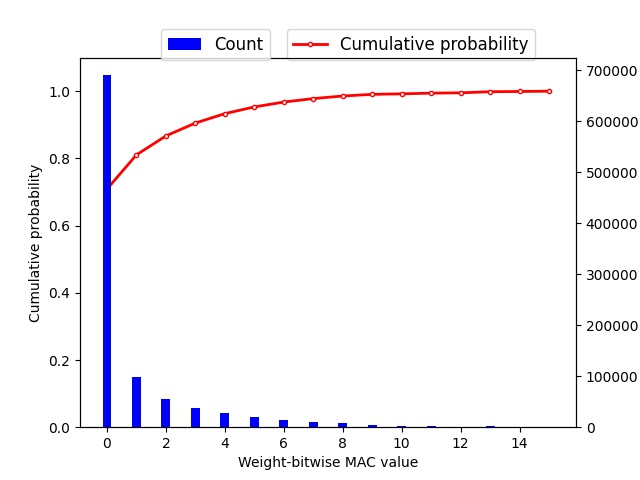 Count
Cumulative probability
1.0
0.8
0.6
0.4
0.2
0.0
Cumulative probability
700000
600000
500000
400000
300000
200000
100000
0
0 2 4 6 8 10 12 14
Weight-bitwise MAC value